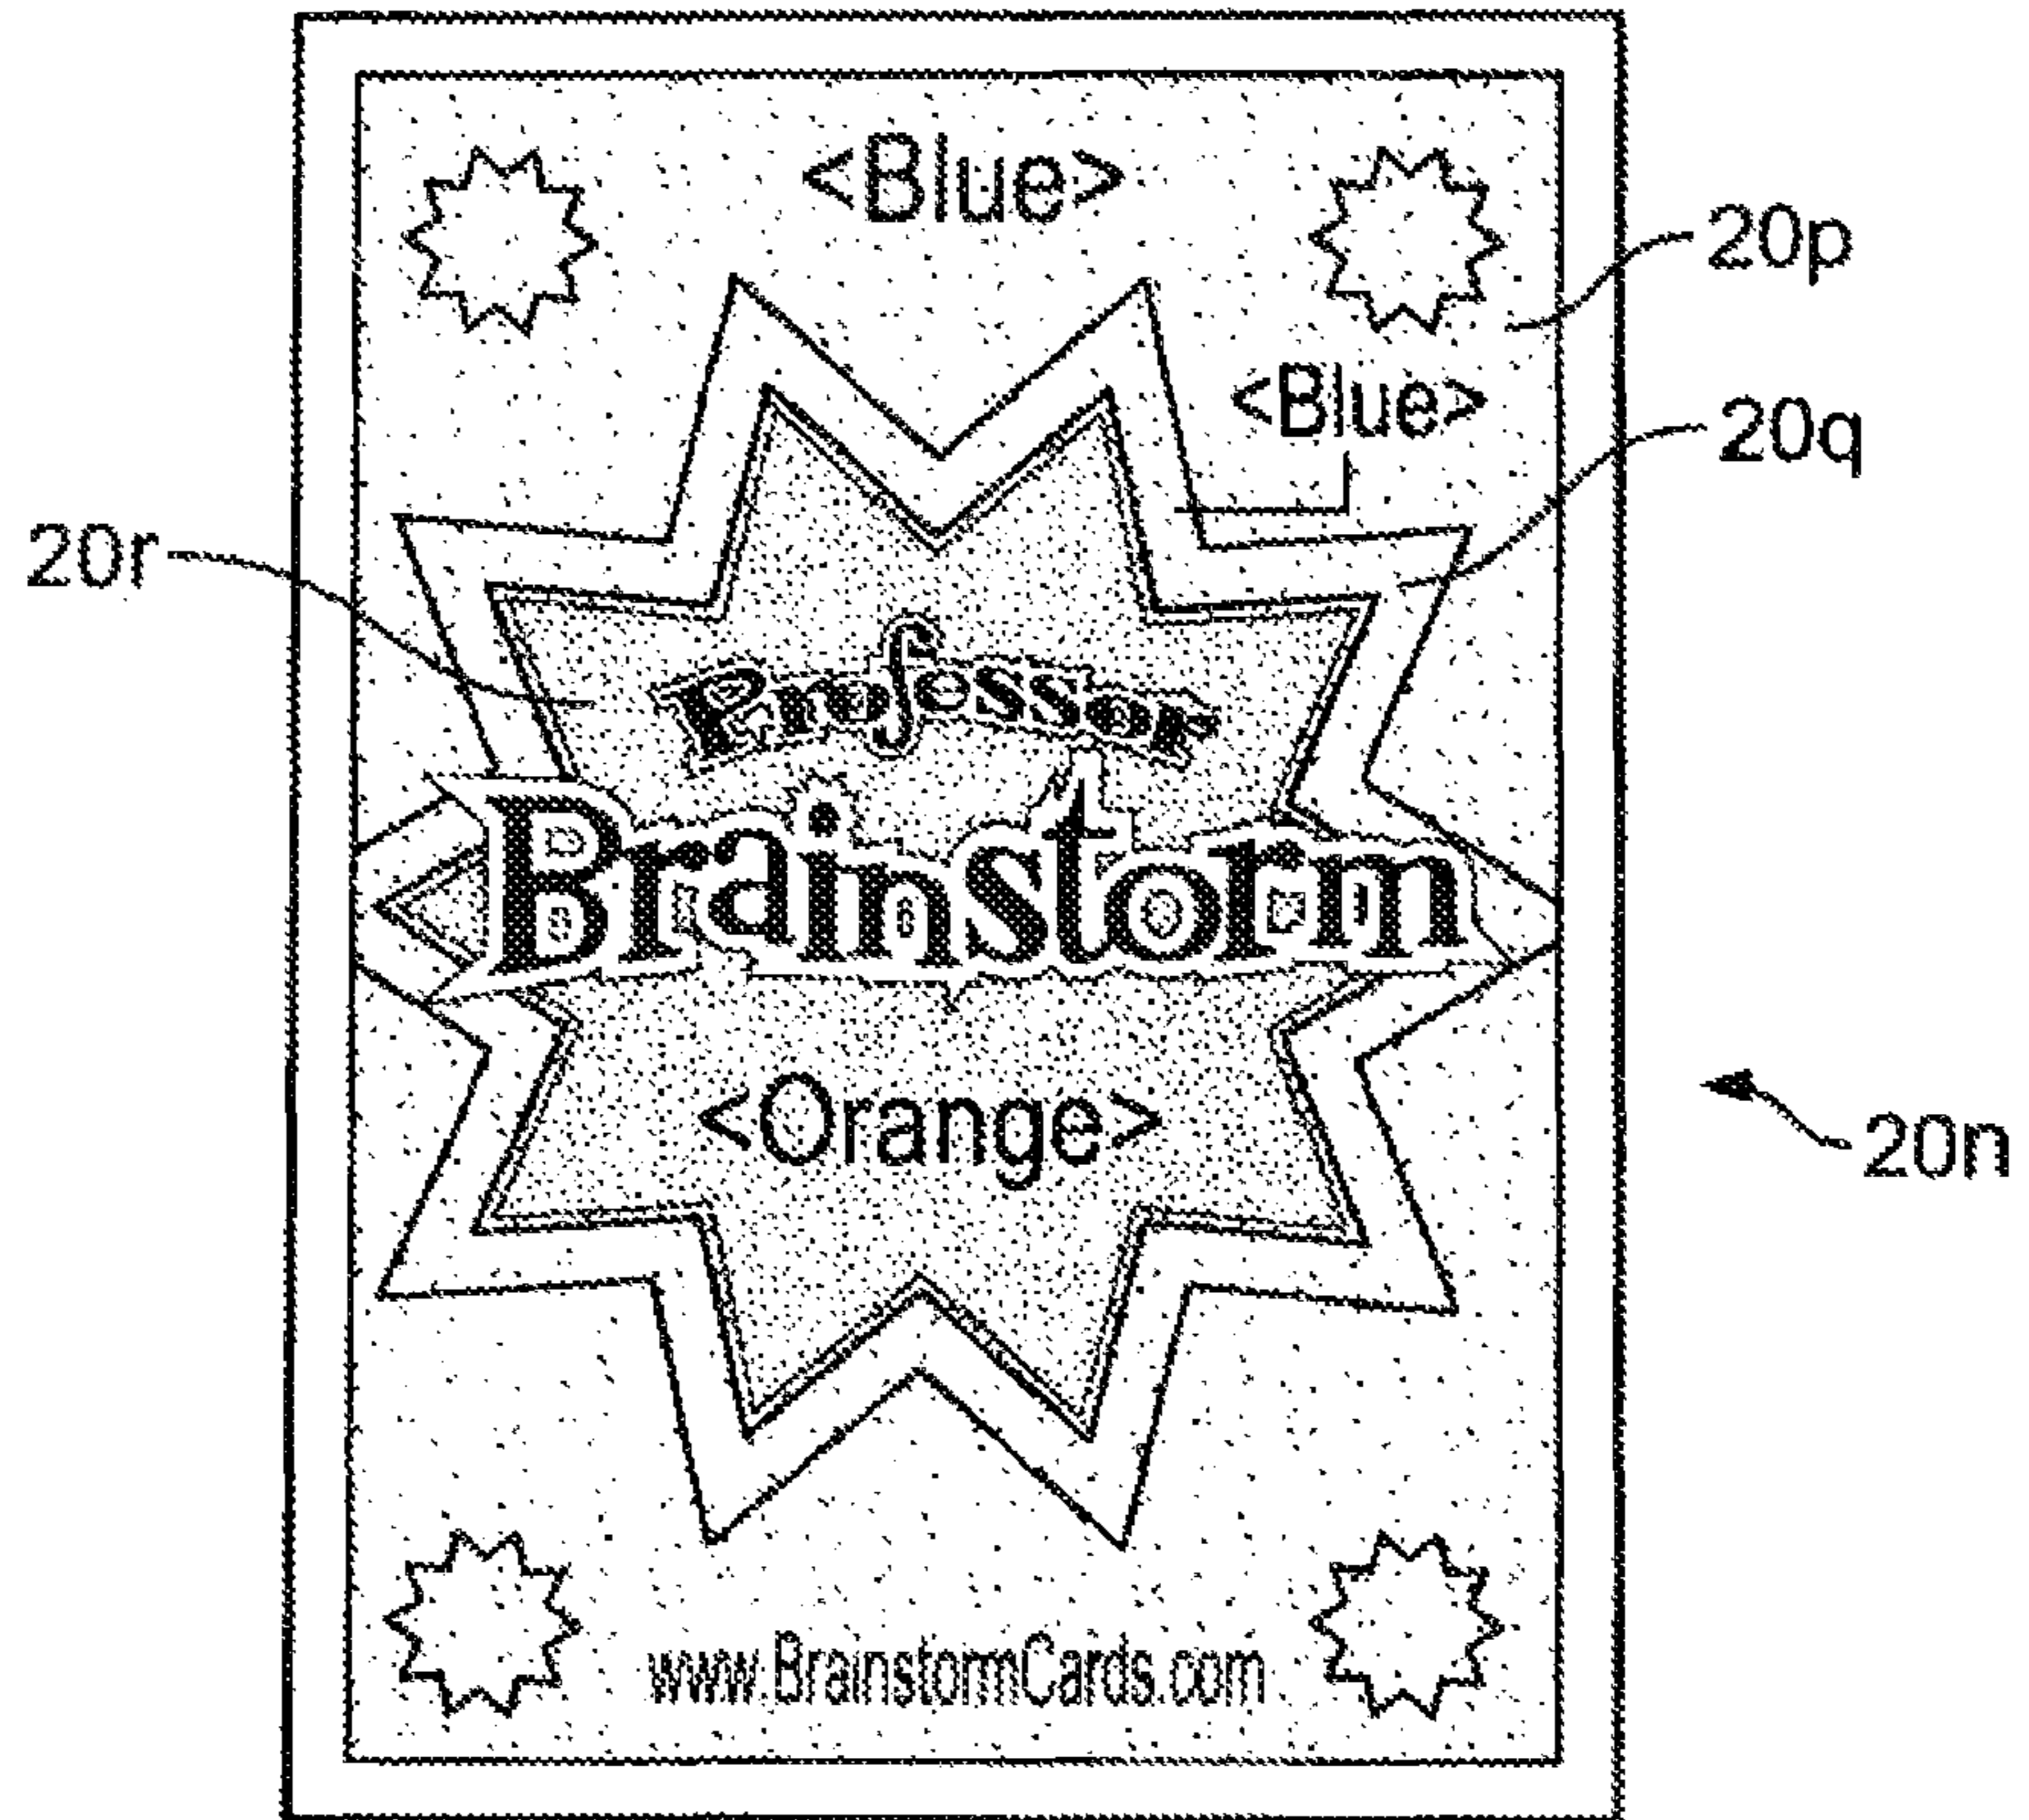 <Blue>
20p
<Blue>
20q
20r
Professor
Brainstorm
<Orange>
20n
www.BrainstormCards.com